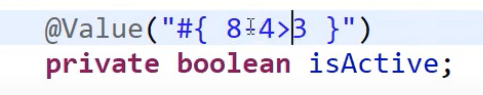 @Value("#{ 8-4>3 }")
private boolean isActive;